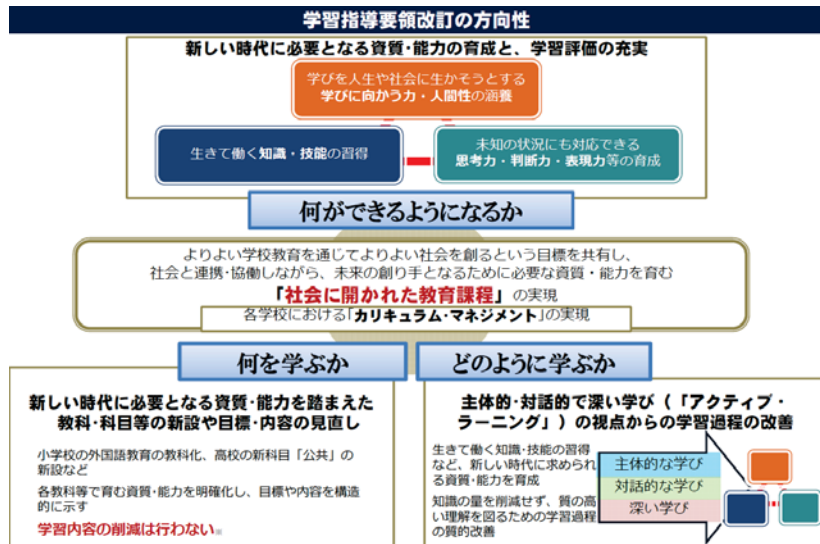 学習指導要領改訂の方向性
新しい時代に必要となる資質・能力の育成と、学習評価の充実
学びを人生や社会に生かそうとする
学びに向かう力・人間性の涵養
生きて働く知識・技能の習得
未知の状況にも対応できる
思考力・判断力・表現力等の育成
何ができるようになるか
よりよい学校教育を通じてよりよい社会を創るという目標を共有し、
社会と連携・協働しながら、未来の創り手となるために必要な資質・能力を育む
「社会に開かれた教育課程」の実現
各学校における「カリキュラム・マネジメント」の実現
何を学ぶか
新しい時代に必要となる資質・能力を踏まえた
教科・科目等の新設や目標・内容の見直し
小学校の外国語教育の教科化、高校の新科目「公共」の
新設など
各教科等で育む資質・能力を明確化し、目標や内容を構造
的に示す
学習内容の削減は行わない※
どのように学ぶか
主体的・対話的で深い学び（「アクティブ・
ラーニング」）の視点からの学習過程の改善
生きて働く知識・技能の習得
など、新しい時代に求められ
る資質・能力を育成
知識の量を削減せず、質の高
い理解を図るための学習過程
の質的改善
主体的な学び
対話的な学び
深い学び